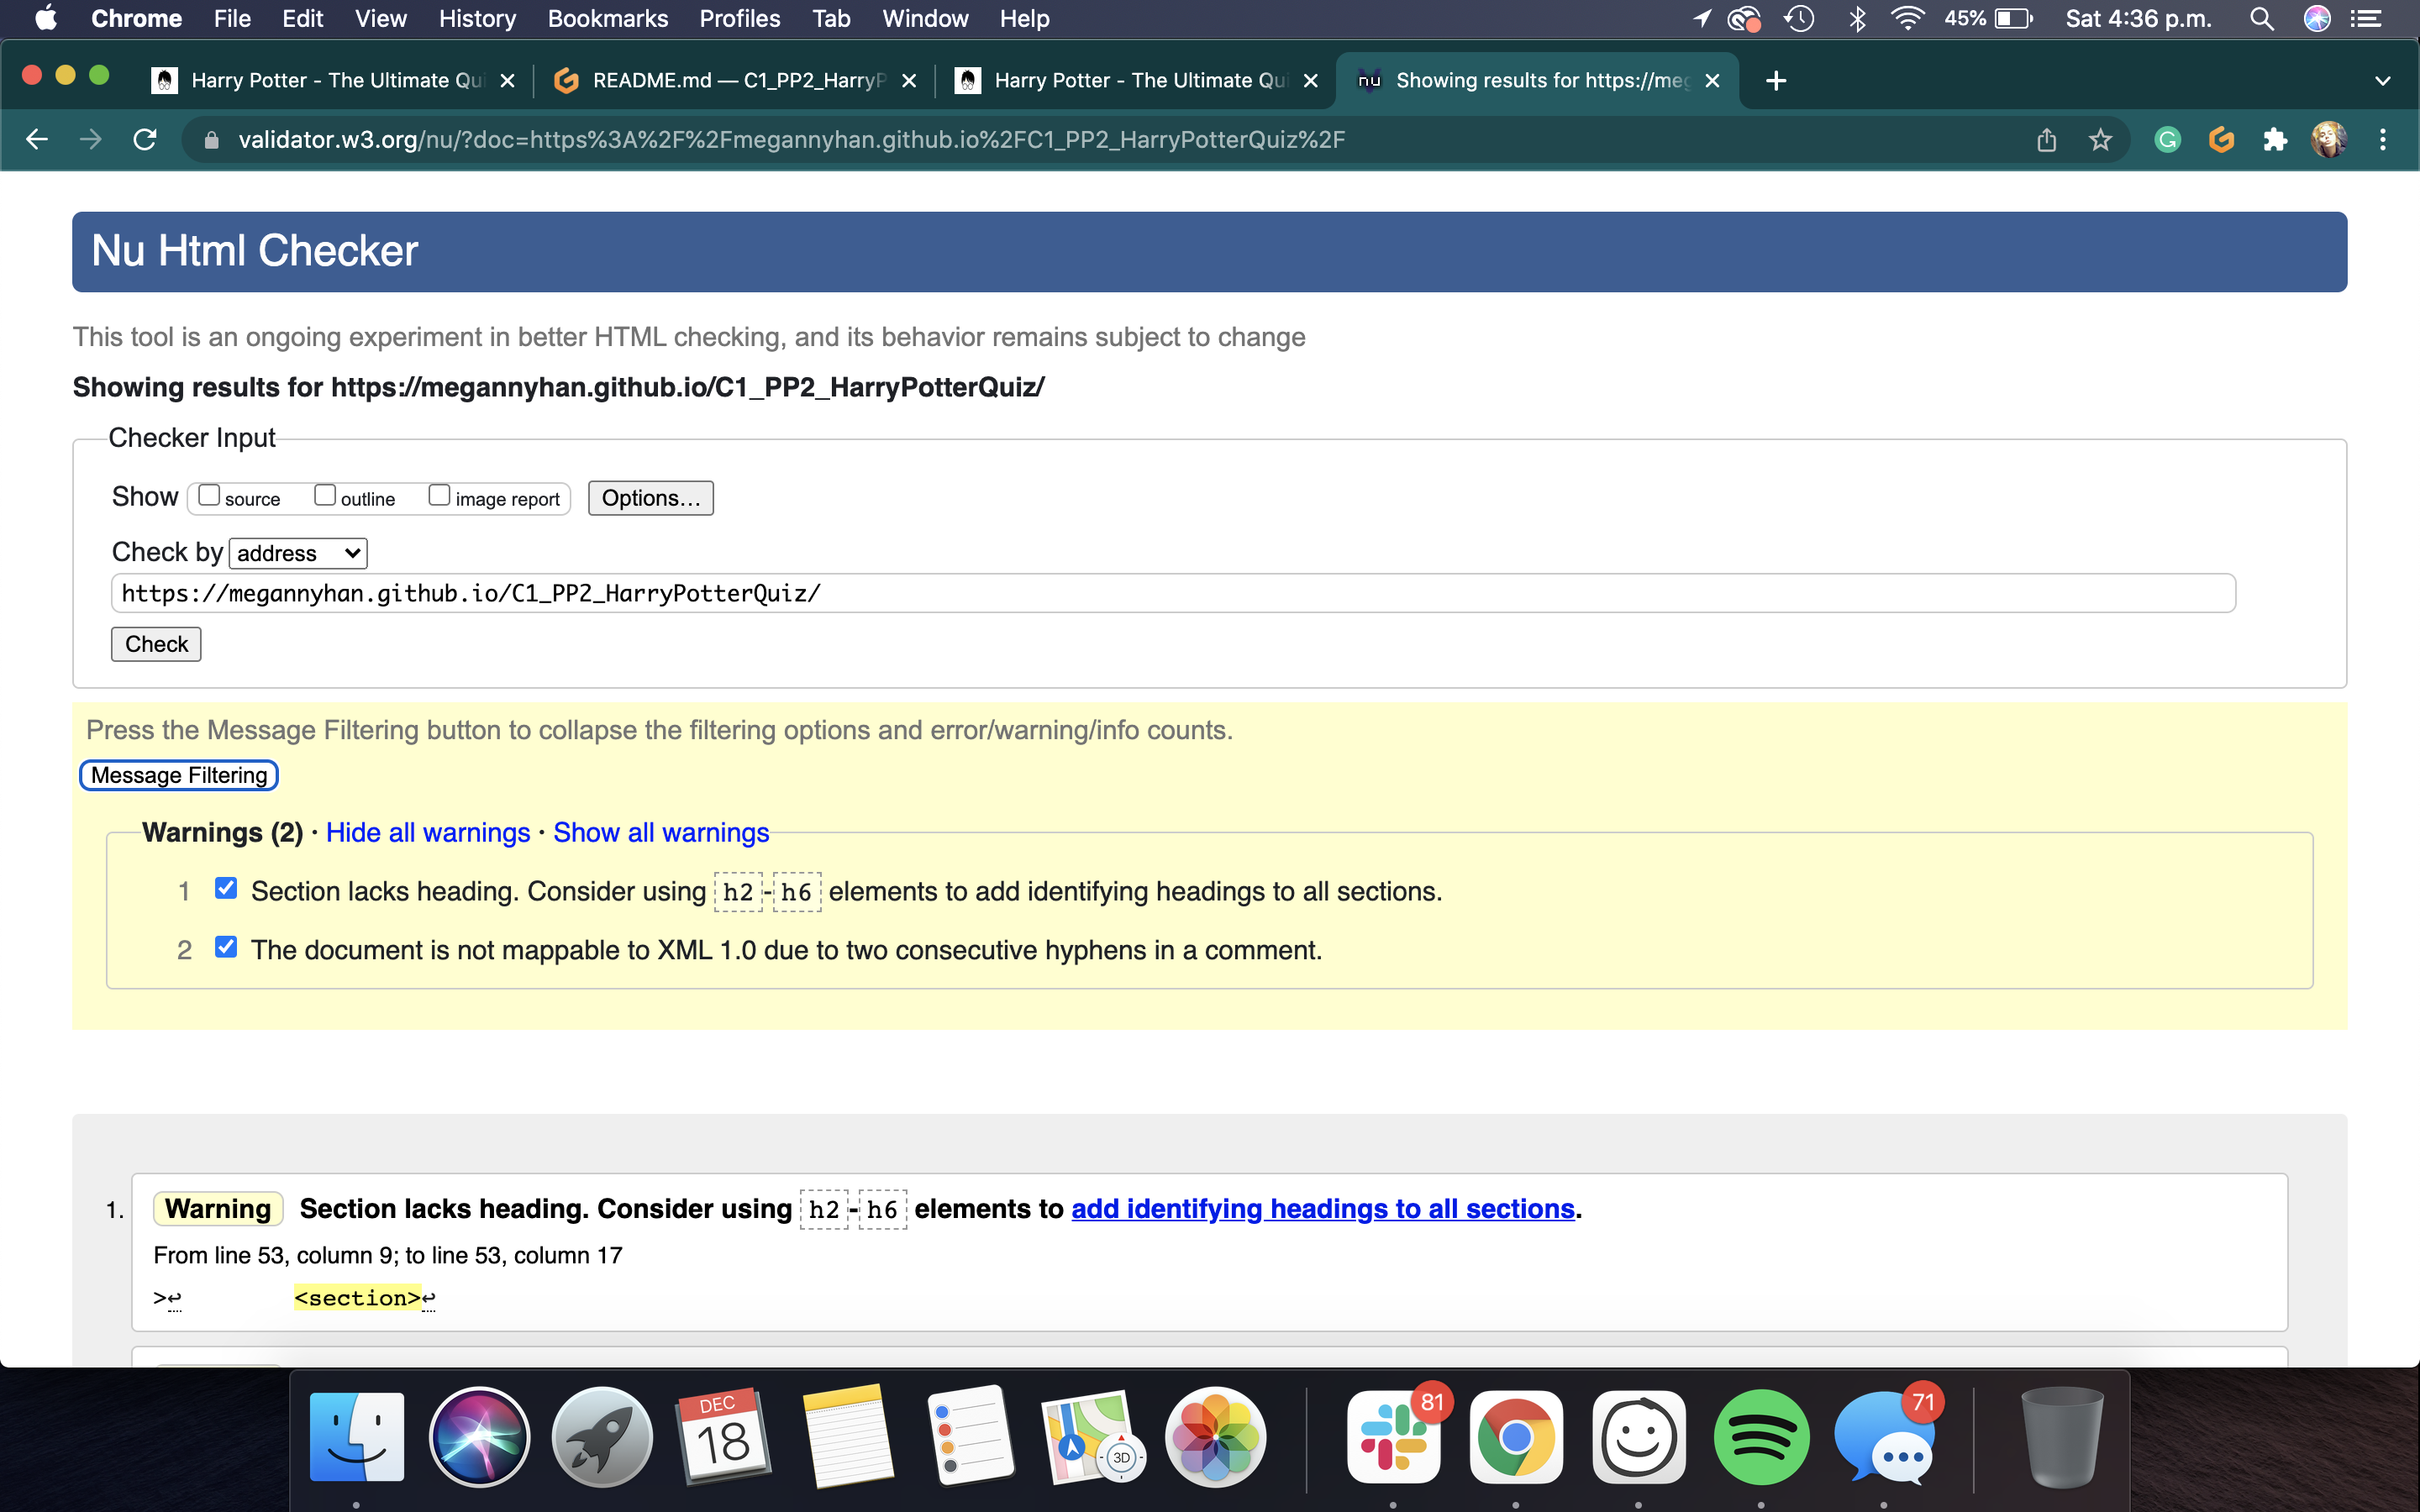 Chrome File Edit View History Bookmarks Profiles Tab Window Help 45% Sat 4:36 p.m.
Harry Potter - The Ultimate Qui README.md — C1_PP2_HarryP Harry Potter - The Ultimate Qui nu Showing results for https://meg
validator.w3.org/nu/?doc=https%3A%2F%2Fmegannyhan.github.io%2FC1_PP2_HarryPotterQuiz%2F
Nu Html Checker
This tool is an ongoing experiment in better HTML checking, and its behavior remains subject to change
Showing results for https://megannyhan.github.io/C1_PP2_HarryPotterQuiz/
Checker Input
Show source outline image report Options...
Check by address
https://megannyhan.github.io/C1_PP2_HarryPotterQuiz/
Check
Press the Message Filtering button to collapse the filtering options and error/warning/info counts.
Message Filtering
Warnings (2) · Hide all warnings · Show all warnings
1 Section lacks heading. Consider using h2-h6 elements to add identifying headings to all sections.
2 The document is not mappable to XML 1.0 due to two consecutive hyphens in a comment.
1. Warning Section lacks heading. Consider using h2-h6 elements to add identifying headings to all sections.
From line 53, column 9; to line 53, column 17
>↩ <section>↩
DEC
18
3D
81
71